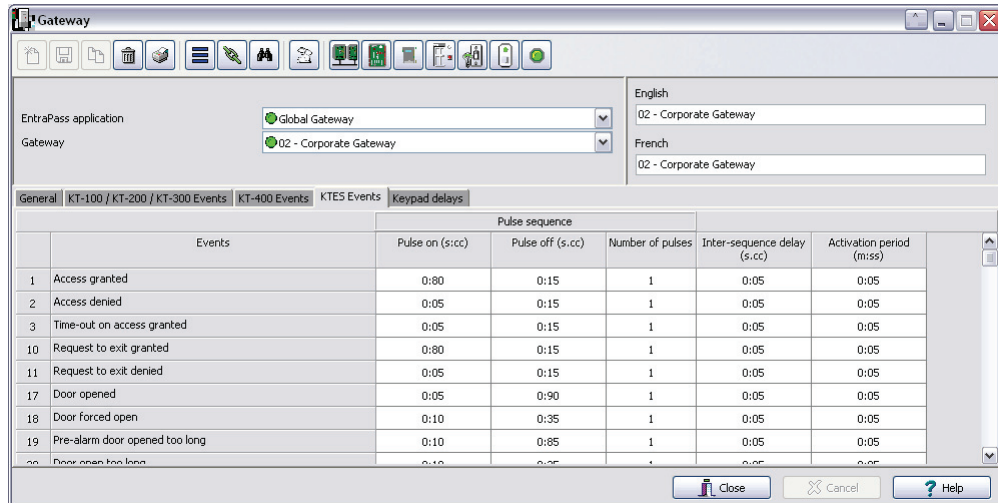 Gateway
English
EntraPass application Global Gateway 02 - Corporate Gateway
Gateway 02 - Corporate Gateway French
02 - Corporate Gateway
General KT-100 / KT-200 / KT-300 Events KT-400 Events KTES Events Keypad delays
Pulse sequence
Events Pulse on (s:cc) Pulse off (s.cc) Number of pulses Inter-sequence delay (s.cc) Activation period (m:ss)
1 Access granted 0:80 0:15 1 0:05 0:05
2 Access denied 0:05 0:15 1 0:05 0:05
3 Time-out on access granted 0:05 0:15 1 0:05 0:05
10 Request to exit granted 0:80 0:15 1 0:05 0:05
11 Request to exit denied 0:05 0:15 1 0:05 0:05
17 Door opened 0:05 0:90 1 0:05 0:05
18 Door forced open 0:10 0:35 1 0:05 0:05
19 Pre-alarm door opened too long 0:10 0:85 1 0:05 0:05
Door open too long
Close Cancel Help